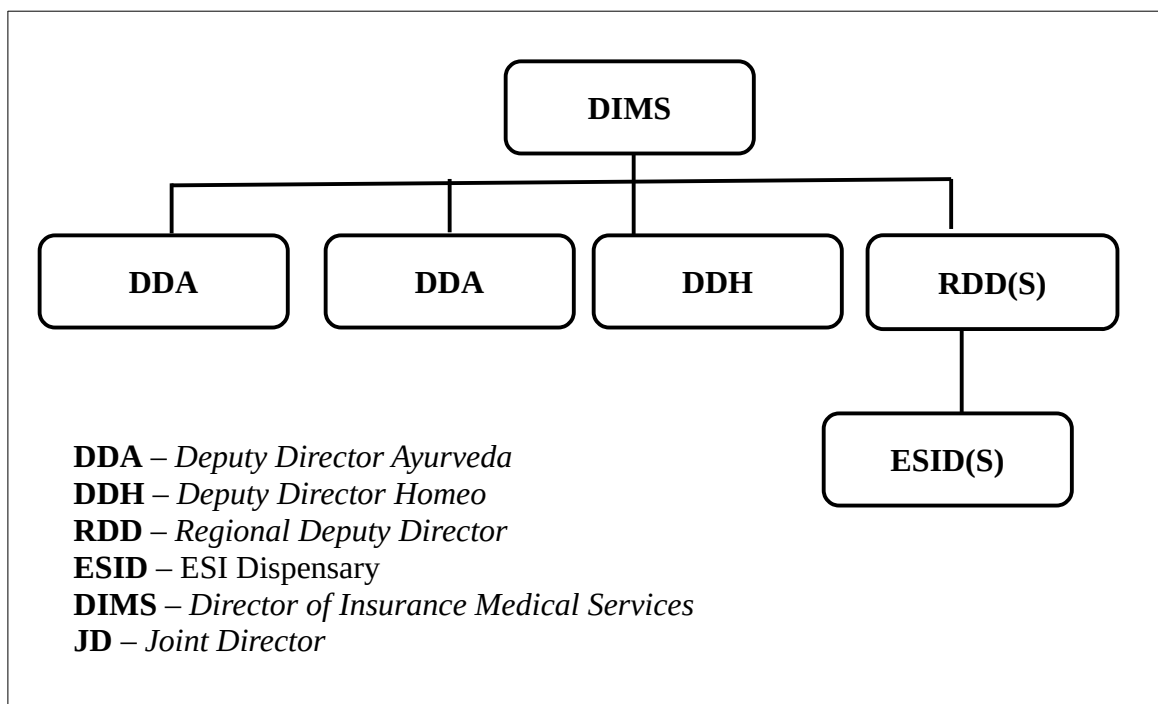 DIMS
DDA
DDA
DDH
RDD(S)
ESID(S)
DDA – Deputy Director Ayurveda
DDH – Deputy Director Homeo
RDD – Regional Deputy Director
ESID – ESI Dispensary
DIMS – Director of Insurance Medical Services
JD – Joint Director